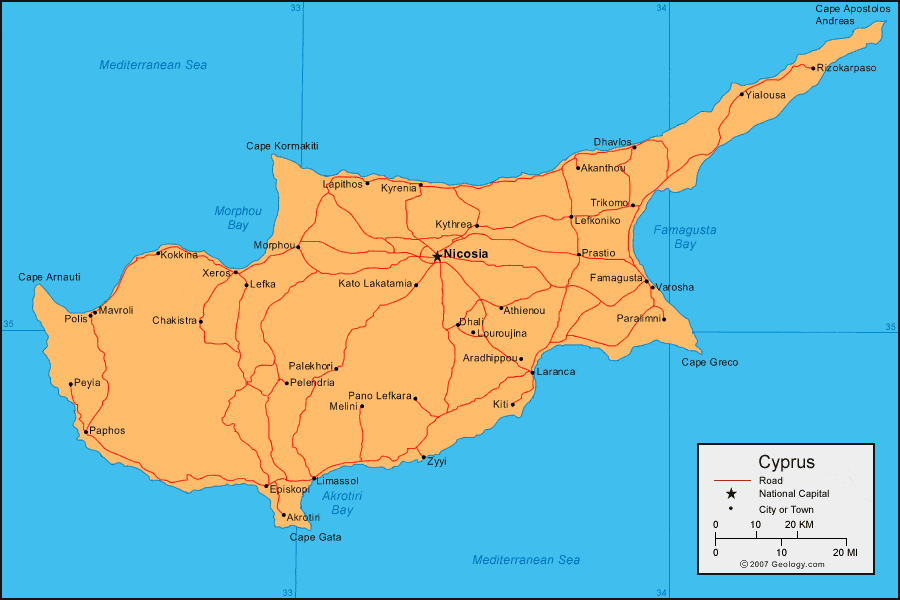 33
34
Cape Apostolos
Andreas
Mediterranean Sea
Rizokarpaso
Yialousa
Dhavlos
Cape Kormakiti
Akanthou
Lapithos
Kyrenia
Trikomo
Morphou
Bay
Lefkoniko
Kythrea
Famagusta
Bay
Morphou
Nicosia
Prastio
Kokkina
Xeros
Cape Arnauti
Lefka
Kato Lakatamia
Famagusta
Varosha
Mavroli
Polis
Athienou
Chakistra
Dhali
Paralimni
35
35
Louroujina
Aradhippou
Cape Greco
Palekhori
Laranca
Peyia
Pelendria
Pano Lefkara
Melini
Kiti
Paphos
Zyyi
Cyprus
Road
National Capital
City or Town
0 10 20 KM
0 10 20 MI
©2007 Geology.com
Limassol
Episkopi
Akrotiri
Bay
Akrotiri
Cape Gata
Mediterranean Sea
33
34